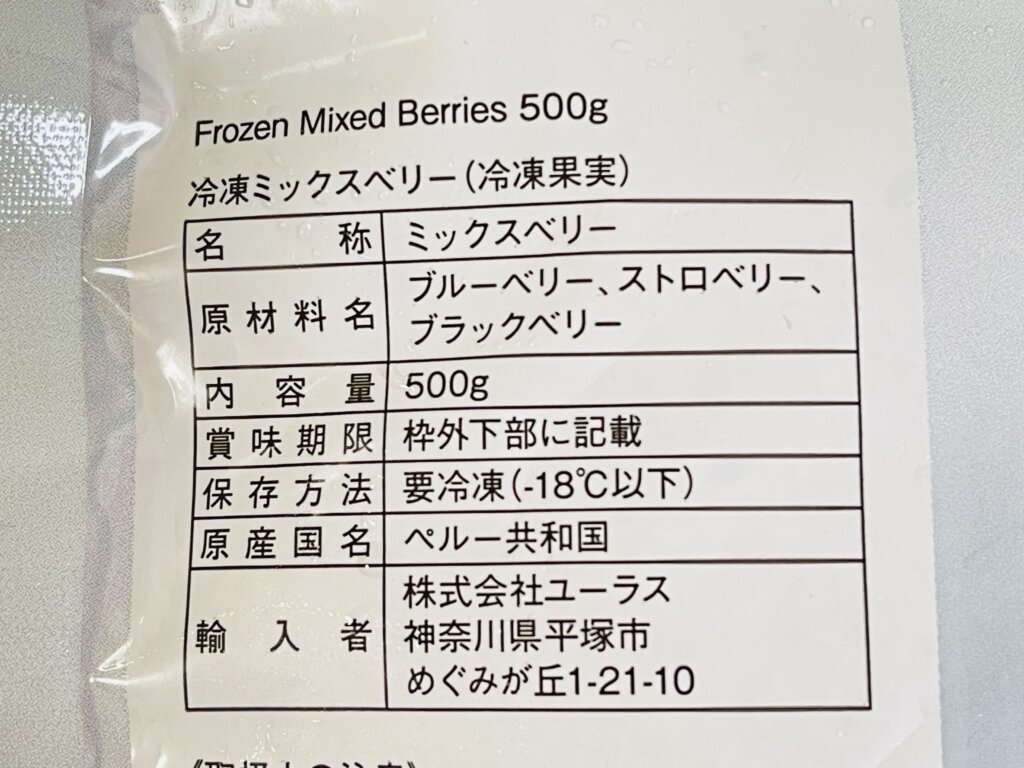 Frozen Mixed Berries 500g
冷凍ミックスベリー(冷凍果実)
名称 ミックスベリー
原材料名 ブルーベリー、ストロベリー、
ブラックベリー
内容量 500g
賞味期限 枠外下部に記載
保存方法 要冷凍(-18℃以下)
原産国名 ペルー共和国
輸入者 株式会社ユーラス
神奈川県平塚市
めぐみが丘1-21-10